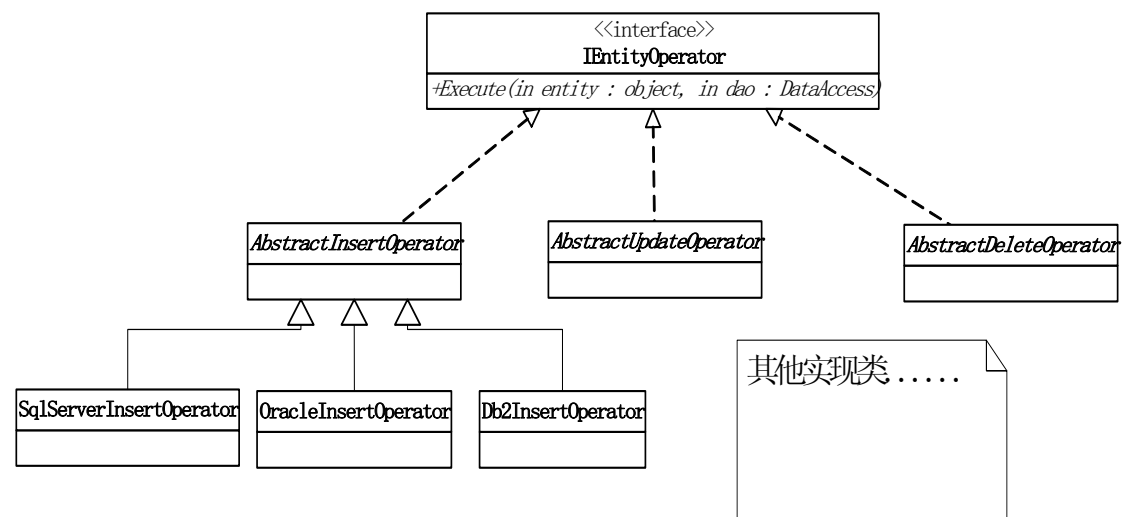 <<interface>>
IEntityOperator
+Execute(in entity : object, in dao : DataAccess)
AbstractInsertOperator
AbstractUpdateOperator
AbstractDeleteOperator
其他实现类......
SqlServerInsertOperator
OracleInsertOperator
Db2InsertOperator